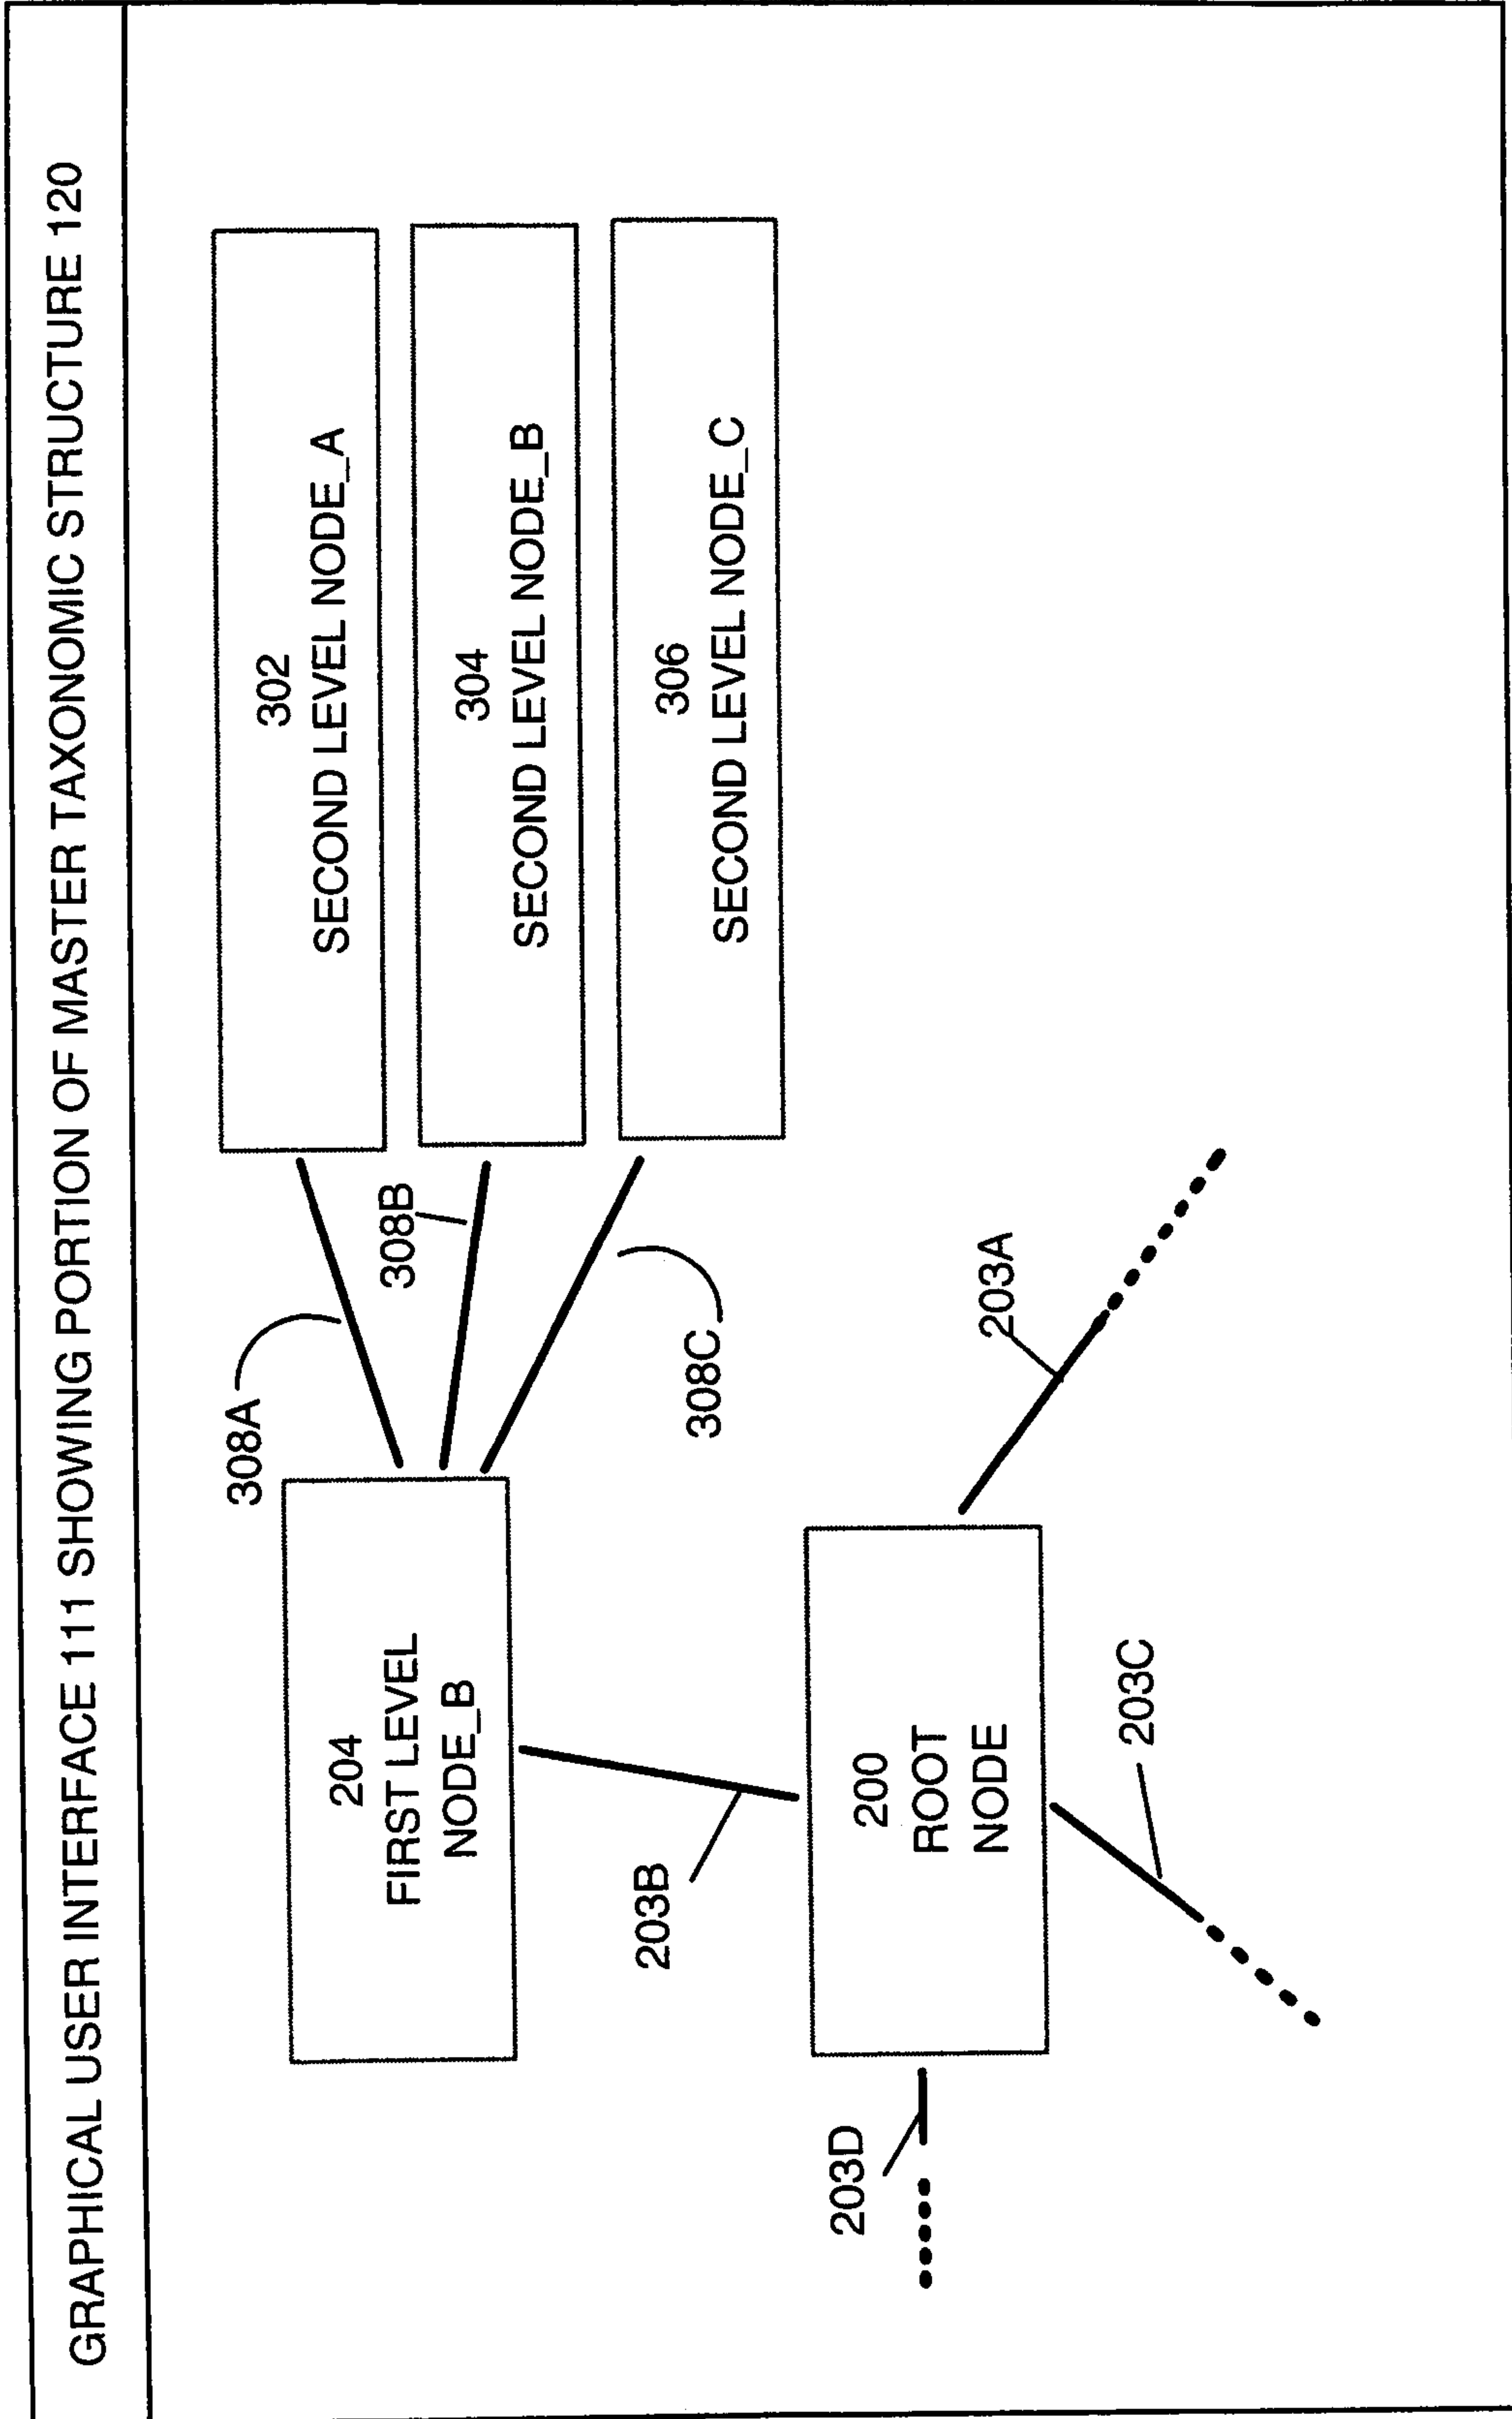 GRAPHICAL USER INTERFACE 111 SHOWING PORTION OF MASTER TAXONOMIC STRUCTURE 120
308A
302
SECOND LEVEL NODE_A
204
FIRST LEVEL
NODE_B
308B
304
SECOND LEVEL NODE_B
308C
306
SECOND LEVEL NODE_C
203B
203D
200
ROOT
NODE
203A
203C